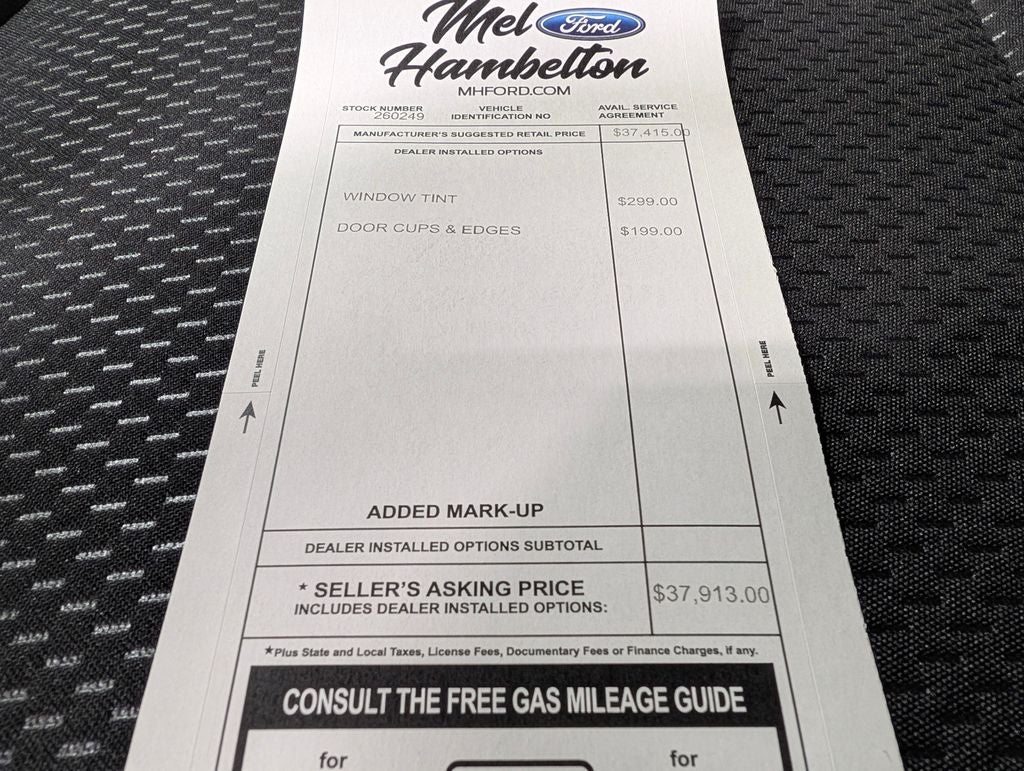 Mel Ford
Hambelton
MHFORD.COM
STOCK NUMBER VEHICLE AVAIL. SERVICE
260249 IDENTIFICATION NO AGREEMENT
MANUFACTURER'S SUGGESTED RETAIL PRICE $37,415.00
DEALER INSTALLED OPTIONS
WINDOW TINT $299.00
DOOR CUPS & EDGES $199.00
PEEL HERE PEEL HERE
ADDED MARK-UP
DEALER INSTALLED OPTIONS SUBTOTAL
* SELLER'S ASKING PRICE $37,913.00
INCLUDES DEALER INSTALLED OPTIONS:
*Plus State and Local Taxes, License Fees, Documentary Fees or Finance Charges, if any.
CONSULT THE FREE GAS MILEAGE GUIDE
for for